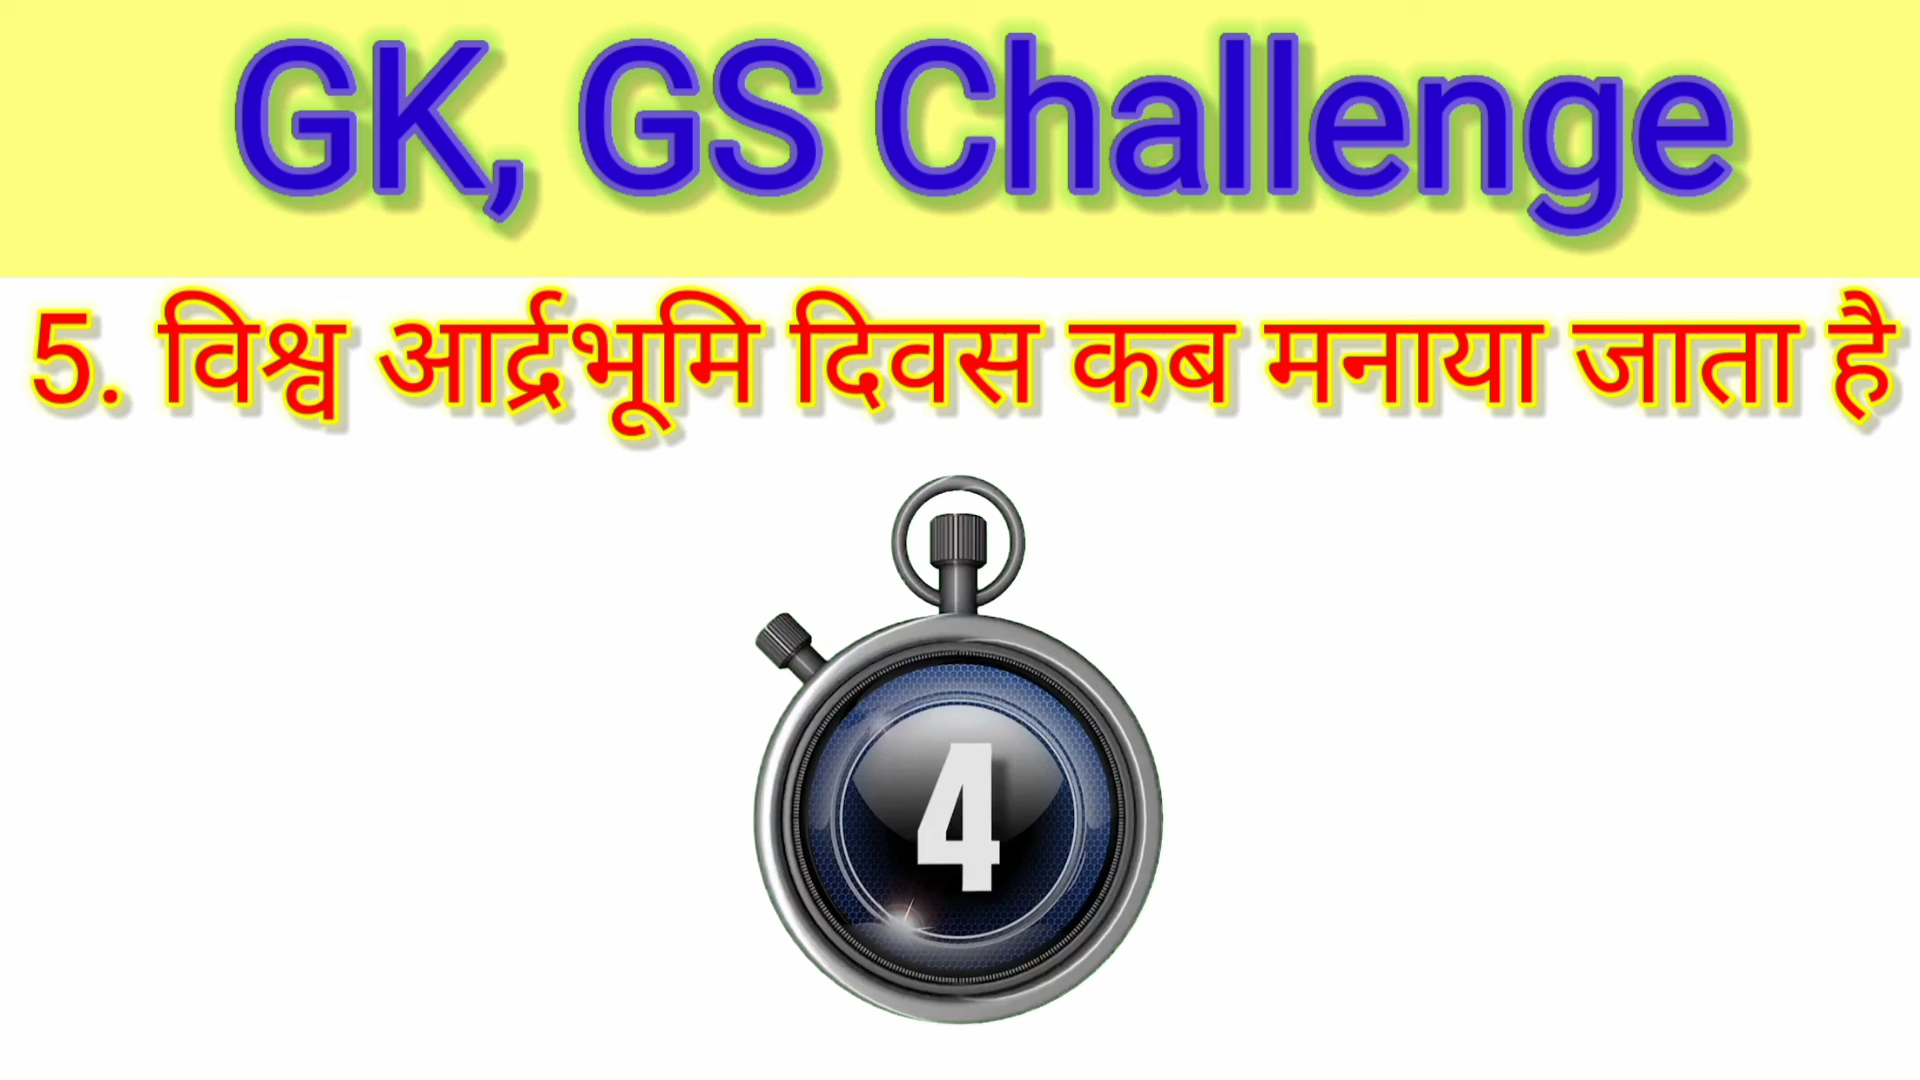 GK, GS Challenge
5. विश्व आर्द्रभूमि दिवस कब मनाया जाता है
4